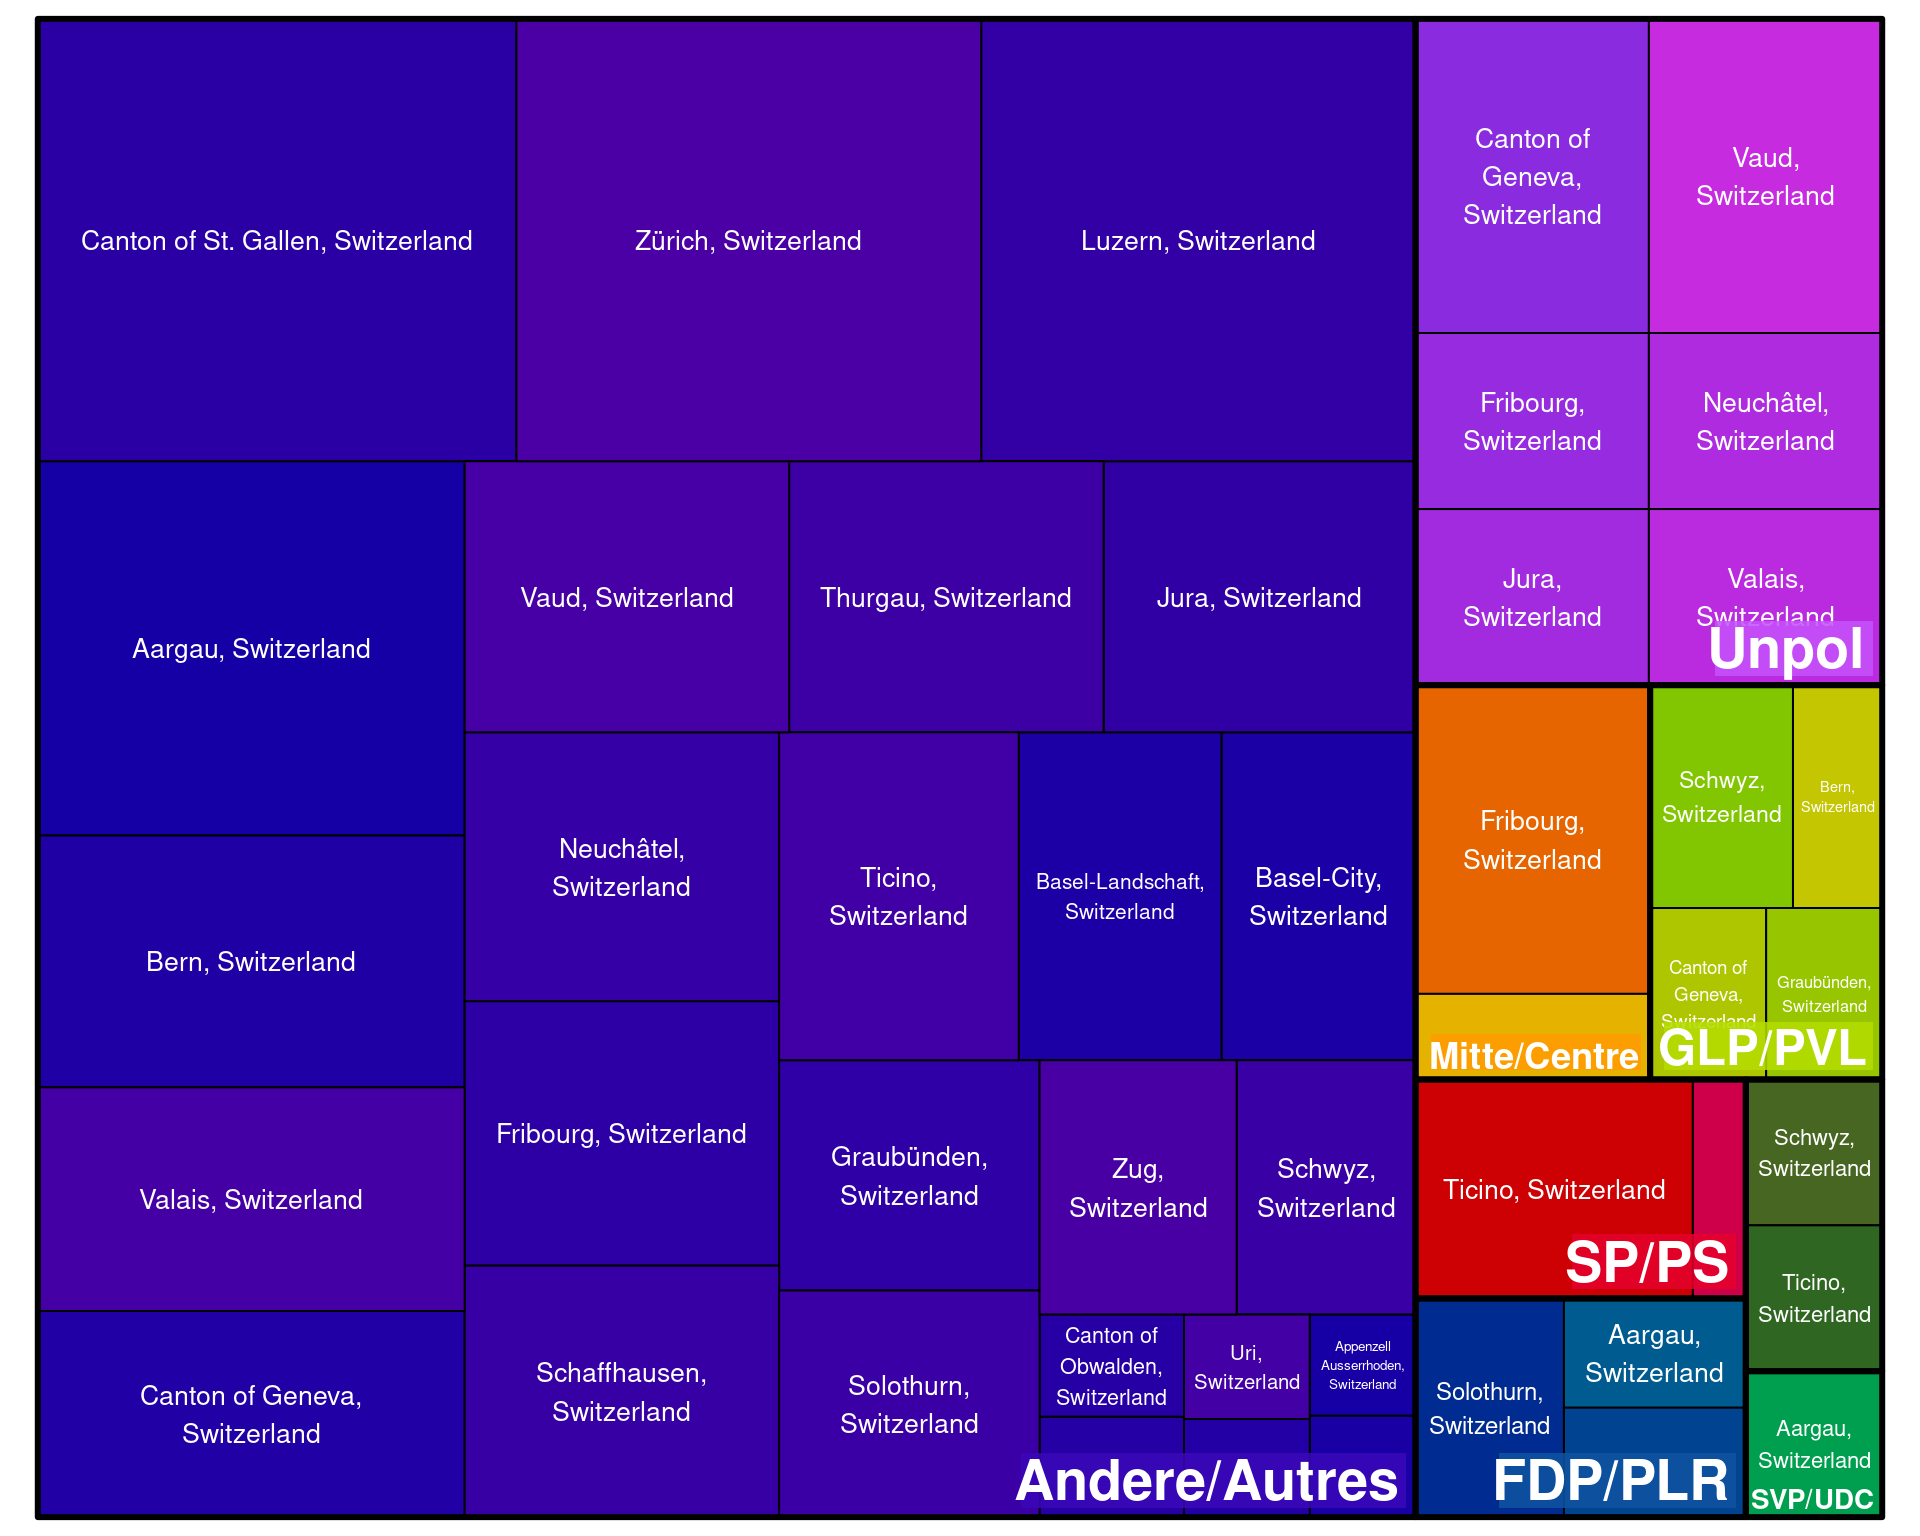 Canton of St. Gallen, Switzerland
Zürich, Switzerland
Luzern, Switzerland
Aargau, Switzerland
Vaud, Switzerland
Thurgau, Switzerland
Jura, Switzerland
Bern, Switzerland
Neuchâtel,
Switzerland
Ticino,
Switzerland
Basel-Landschaft,
Switzerland
Basel-City,
Switzerland
Valais, Switzerland
Fribourg, Switzerland
Graubünden,
Switzerland
Zug,
Switzerland
Schwyz,
Switzerland
Canton of Geneva,
Switzerland
Schaffhausen,
Switzerland
Solothurn,
Switzerland
Canton of
Obwalden,
Switzerland
Uri,
Switzerland
Appenzell
Ausserrhoden,
Switzerland
Andere/Autres
Canton of
Geneva,
Switzerland
Vaud,
Switzerland
Fribourg,
Switzerland
Neuchâtel,
Switzerland
Jura,
Switzerland
Valais,
Switzerland
Unpol
Fribourg,
Switzerland
Mitte/Centre
Schwyz,
Switzerland
Bern,
Switzerland
Canton of
Geneva,
Switzerland
Graubünden,
Switzerland
GLP/PVL
Ticino, Switzerland
SP/PS
Schwyz,
Switzerland
Ticino,
Switzerland
Solothurn,
Switzerland
Aargau,
Switzerland
FDP/PLR
Aargau,
Switzerland
SVP/UDC